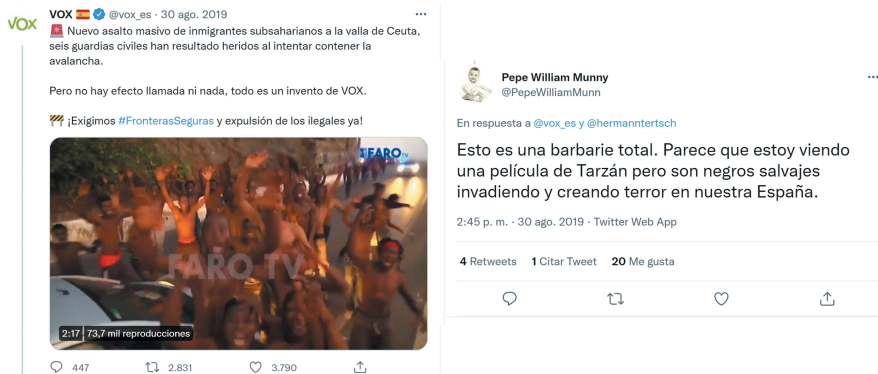 VOX
VOX @vox_es · 30 ago. 2019
Nuevo asalto masivo de inmigrantes subsaharianos a la valla de Ceuta,
seis guardias civiles han resultado heridos al intentar contener la
avalancha.
Pero no hay efecto llamada ni nada, todo es un invento de VOX.
¡Exigimos #FronterasSeguras y expulsión de los ilegales ya!
FARO TV
FARO TV
2:17 73,7 mil reproducciones
447 2.831 3.790
Pepe William Munny
@PepeWilliamMunn
En respuesta a @vox_es y @hermanntertsch
Esto es una barbarie total. Parece que estoy viendo
una película de Tarzán pero son negros salvajes
invadiendo y creando terror en nuestra España.
2:45 p. m. · 30 ago. 2019 · Twitter Web App
4 Retweets 1 Citar Tweet 20 Me gusta